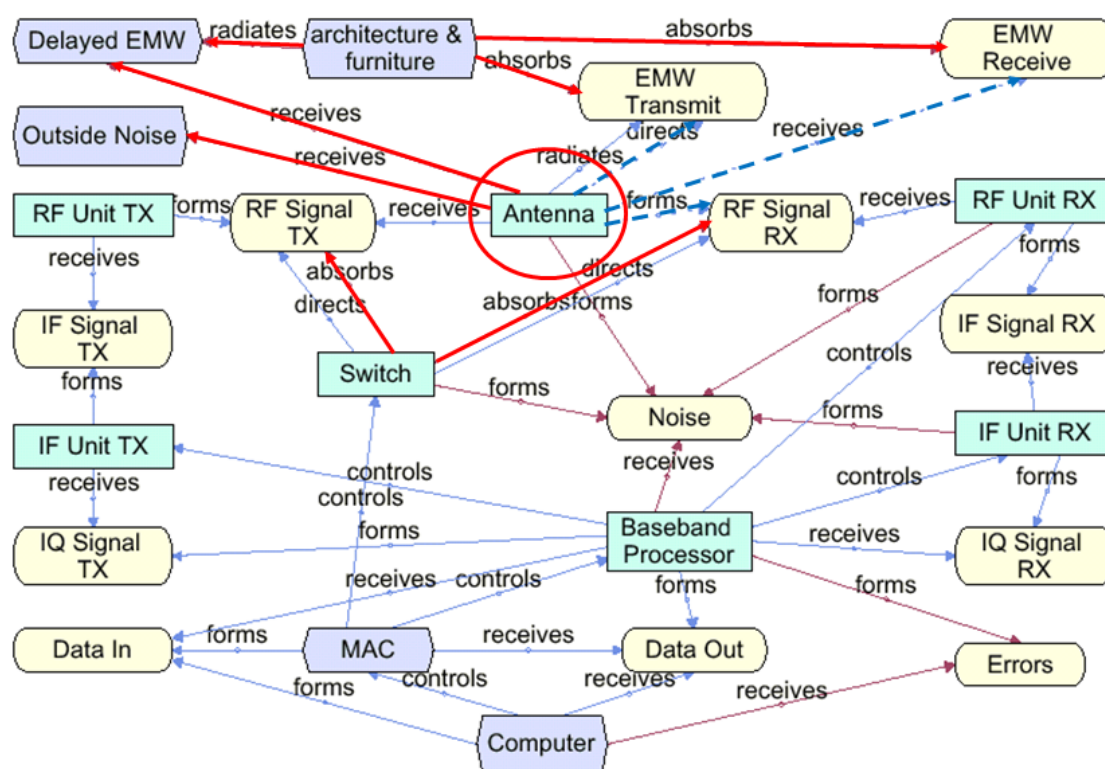 Delayed EMW
radiates
architecture &
furniture
absorbs
EMW
Receive
absorbs
EMW
Transmit
receives
directs
receives
Outside Noise
receives
radiates
RF Unit TX
forms
RF Signal
TX
receives
Antenna
forms
RF Signal
RX
receives
RF Unit RX
receives
absorbs
directs
forms
directs
absorbs
forms
forms
IF Signal
TX
IF Signal RX
controls
receives
forms
Switch
forms
Noise
forms
IF Unit TX
IF Unit RX
receives
receives
controls
controls
controls
forms
IQ Signal
TX
forms
Baseband
Processor
receives
IQ Signal
RX
receives
controls
forms
forms
Data In
forms
MAC
receives
Data Out
Errors
forms
controls
receives
receives
Computer